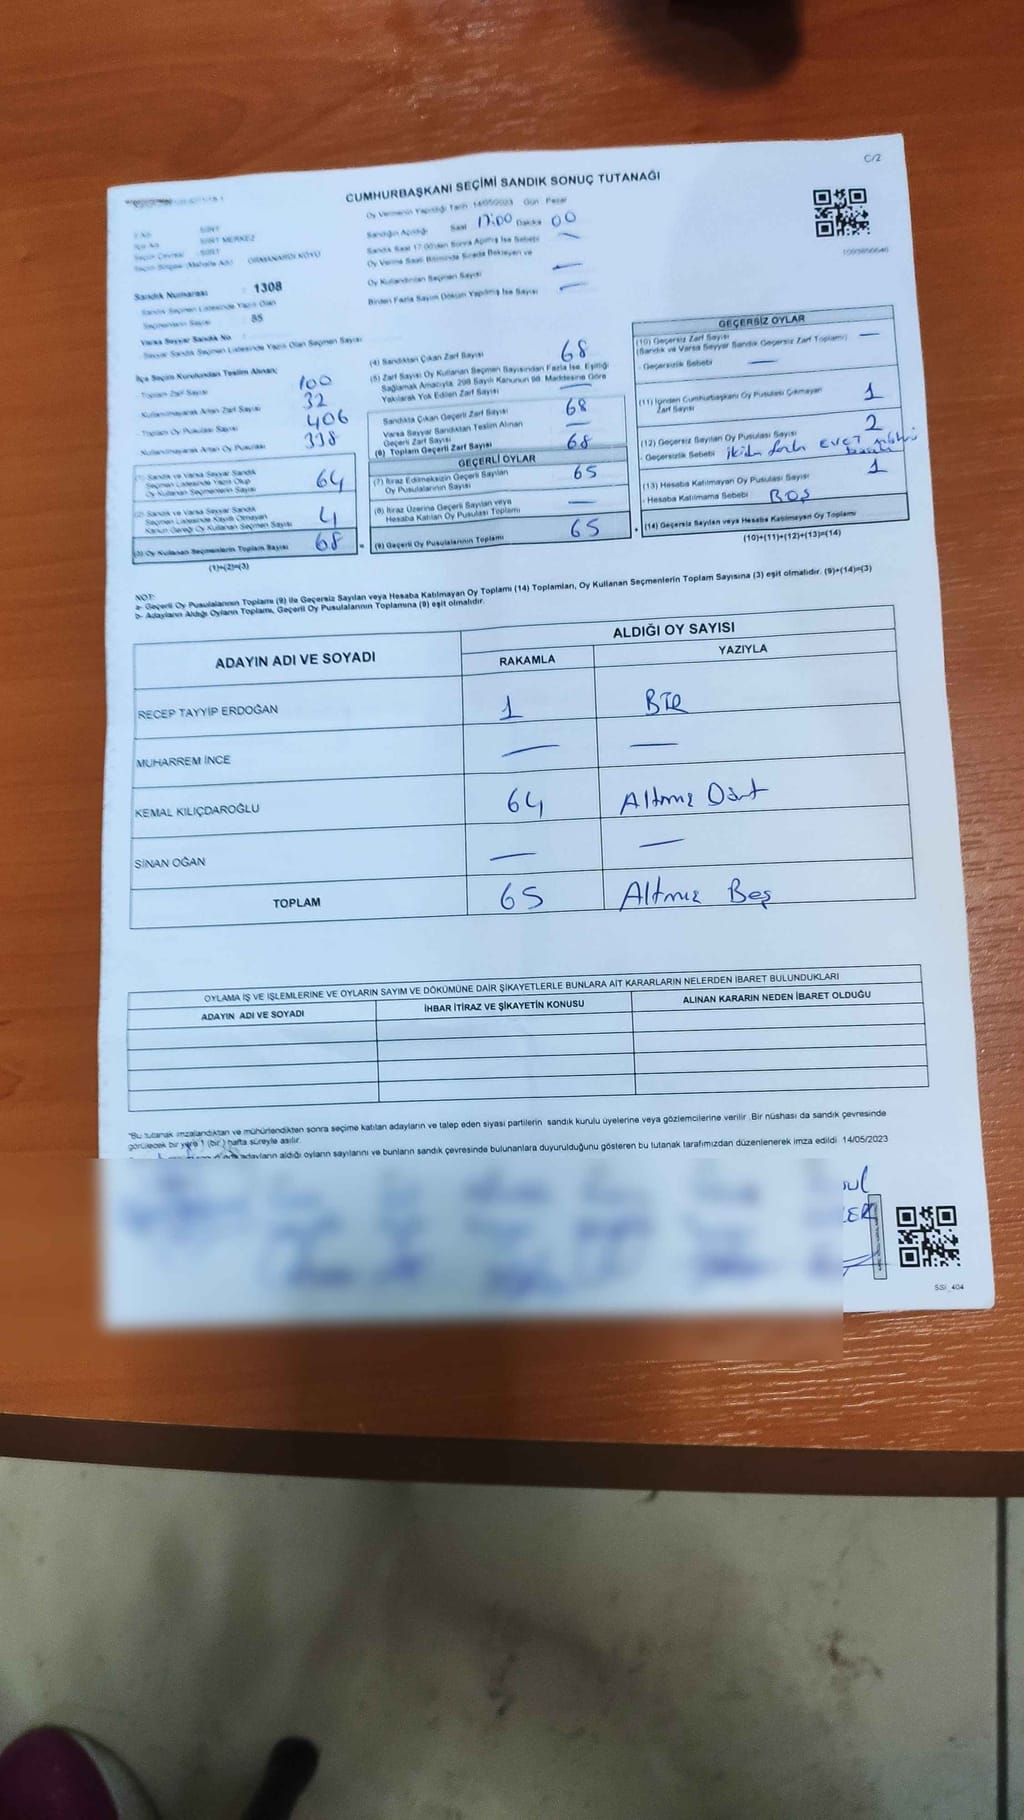 C/2
CUMHURBAŞKANI SEÇİMİ SANDIK SONUÇ TUTANAĞI
Oy Vermenin Yapıldığı Tarih 14/05/2023 Gün Pazar
Sandığın Açıldığı Saat 17:00 Dakika 00
Sandık Saat 17:00'den Sonra Açılmış İse Sebebi —
Oy Verme Saati Bitiminde Sırada Bekleyen ve
Oy Kullandırılan Seçmen Sayısı —
Birden Fazla Sayım Döküm Yapılmış İse Sayısı —
İl Adı SİİRT
İlçe Adı SİİRT MERKEZ
Seçim Çevresi SİİRT
Seçim Bölgesi (Mahalle Adı) ORMANARDI KÖYÜ
Sandık Numarası : 1308
Sandık Seçmen Listesinde Yazılı Olan
Seçmenlerin Sayısı : 85
Varsa Seyyar Sandık No
Seyyar Sandık Seçmen Listesinde Yazılı Olan Seçmen Sayısı
İlçe Seçim Kurulundan Teslim Alınan;
Toplam Zarf Sayısı 100
Kullanılmayarak Artan Zarf Sayısı 32
Toplam Oy Pusulası Sayısı 406
Kullanılmayarak Artan Oy Pusulası 338
(1) Sandık ve Varsa Seyyar Sandık
Seçmen Listesinde Yazılı Olup
Oy Kullanan Seçmenlerin Sayısı 64
(2) Sandık ve Varsa Seyyar Sandık
Seçmen Listesinde Kayıtlı Olmayan
Kanun Gereği Oy Kullanan Seçmen Sayısı 4
(3) Oy Kullanan Seçmenlerin Toplam Sayısı 68
(1)+(2)=(3)
(4) Sandıktan Çıkan Zarf Sayısı 68
(5) Zarf Sayısı Oy Kullanan Seçmen Sayısından Fazla İse, Eşitliği
Sağlamak Amacıyla, 298 Sayılı Kanunun 98. Maddesine Göre
Yakılarak Yok Edilen Zarf Sayısı —
Sandıkta Çıkan Geçerli Zarf Sayısı 68
Varsa Seyyar Sandıktan Teslim Alınan
Geçerli Zarf Sayısı —
(6) Toplam Geçerli Zarf Sayısı 68
GEÇERLİ OYLAR
(7) İtiraz Edilmeksizin Geçerli Sayılan
Oy Pusulalarının Sayısı 65
(8) İtiraz Üzerine Geçerli Sayılan veya
Hesaba Katılan Oy Pusulası Toplamı —
(9) Geçerli Oy Pusulalarının Toplamı 65
GEÇERSİZ OYLAR
(10) Geçersiz Zarf Sayısı —
(Sandık ve Varsa Seyyar Sandık Geçersiz Zarf Toplamı)
- Geçersizlik Sebebi —
(11) İçinden Cumhurbaşkanı Oy Pusulası Çıkmayan
Zarf Sayısı 1
(12) Geçersiz Sayılan Oy Pusulası Sayısı 2
- Geçersizlik Sebebi EVET
(13) Hesaba Katılmayan Oy Pusulası Sayısı 1
- Hesaba Katılmama Sebebi BOŞ
(14) Geçersiz Sayılan veya Hesaba Katılmayan Oy Toplamı
(10)+(11)+(12)+(13)=(14)
NOT:
a- Geçerli Oy Pusulalarının Toplamı (9) ile Geçersiz Sayılan veya Hesaba Katılmayan Oy Toplamı (14) Toplamları, Oy Kullanan Seçmenlerin Toplam Sayısına (3) eşit olmalıdır. (9)+(14)=(3)
b- Adayların Aldığı Oyların Toplamı, Geçerli Oy Pusulalarının Toplamına (9) eşit olmalıdır.
ADAYIN ADI VE SOYADI ALDIĞI OY SAYISI
RAKAMLA YAZIYLA
RECEP TAYYİP ERDOĞAN 1 BİR
MUHARREM İNCE — —
KEMAL KILIÇDAROĞLU 64 Altmış Dört
SİNAN OĞAN — —
TOPLAM 65 Altmış Beş
OYLAMA İŞ VE İŞLEMLERİNE VE OYLARIN SAYIM VE DÖKÜMÜNE DAİR ŞİKAYETLERLE BUNLARA AİT KARARLARIN NELERDEN İBARET BULUNDUKLARI
ADAYIN ADI VE SOYADI İHBAR İTİRAZ VE ŞİKAYETİN KONUSU ALINAN KARARIN NEDEN İBARET OLDUĞU
"Bu tutanak imzalandıktan ve mühürlendikten sonra seçime katılan adayların ve talep eden siyasi partilerin sandık kurulu üyelerine veya gözlemcilerine verilir .Bir nüshası da sandık çevresinde
görülecek bir yere 1 (bir) hafta süreyle asılır.
adayların aldığı oyların sayılarını ve bunların sandık çevresinde bulunanlara duyurulduğunu gösteren bu tutanak tarafımızdan düzenlenerek imza edildi 14/05/2023
SSİ_404